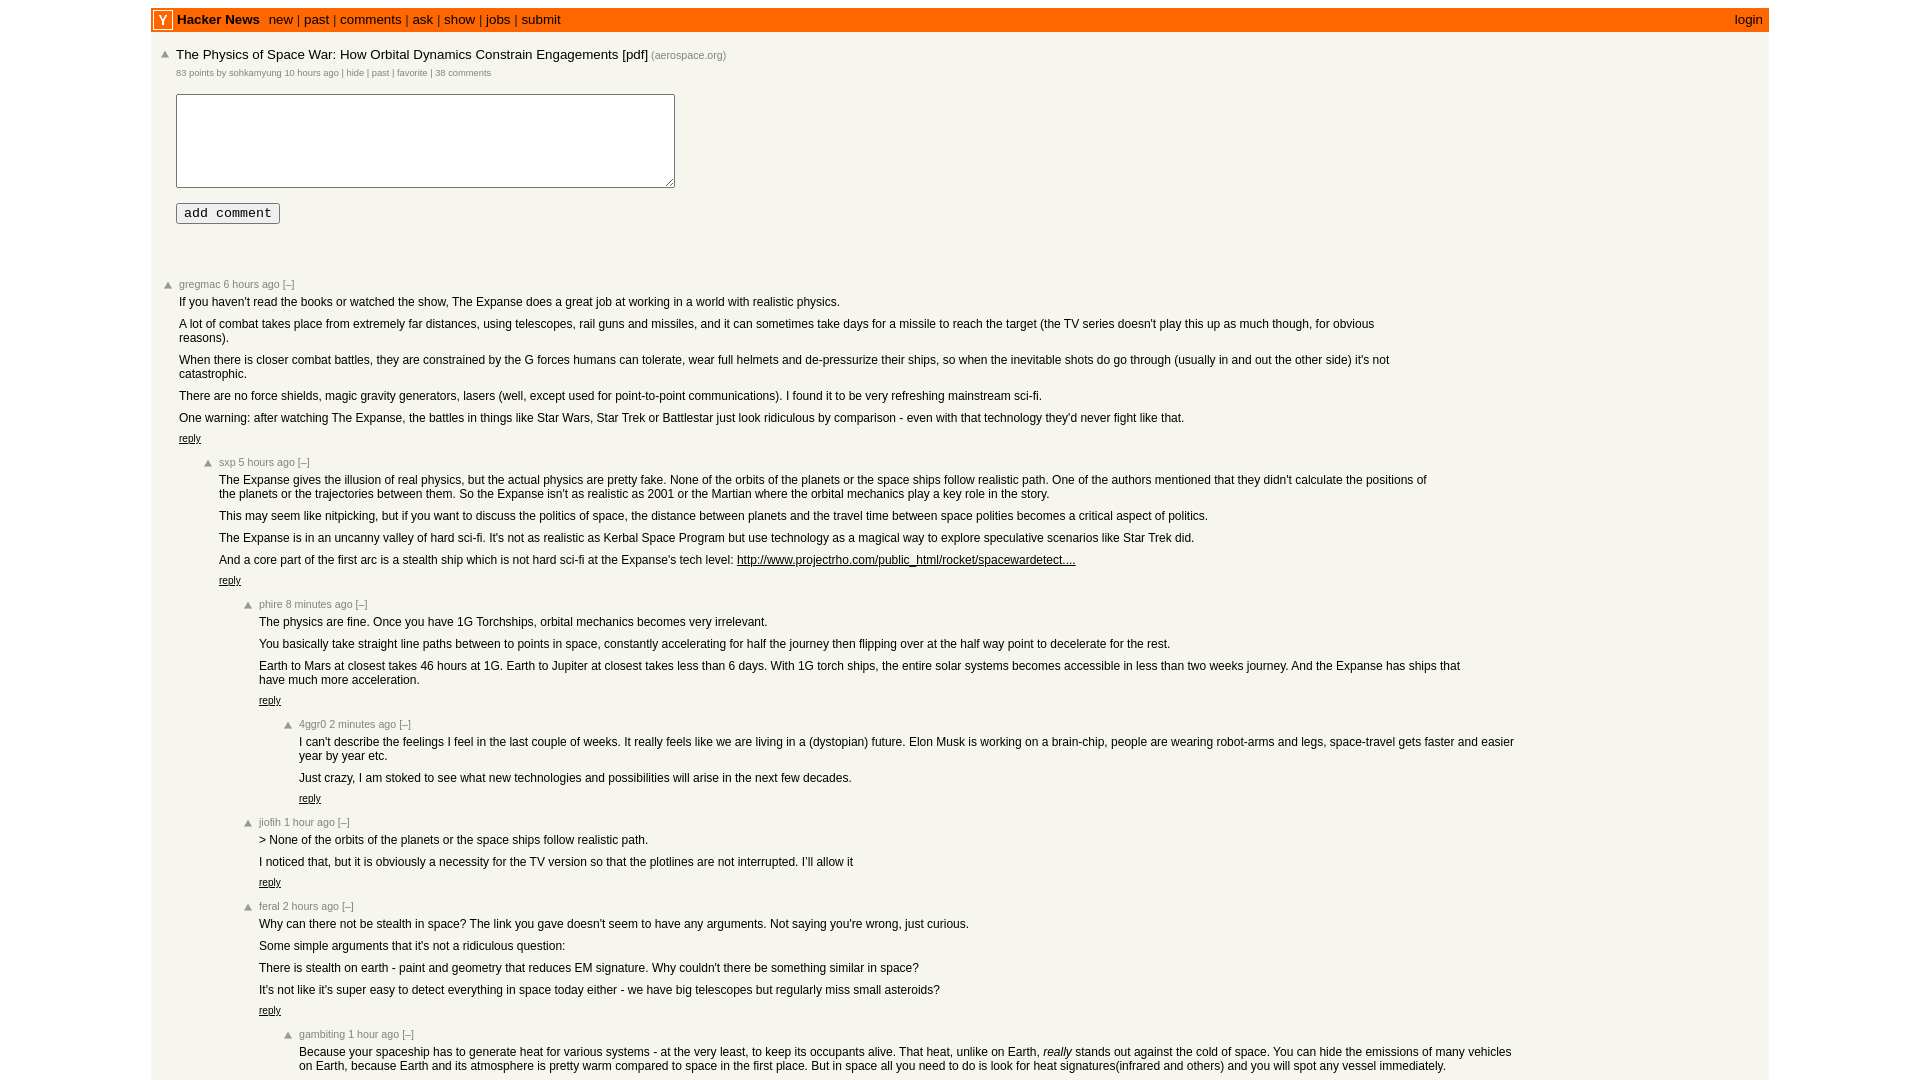 Y Hacker News new | past | comments | ask | show | jobs | submit login
The Physics of Space War: How Orbital Dynamics Constrain Engagements [pdf] (aerospace.org)
83 points by sohkamyung 10 hours ago | hide | past | favorite | 38 comments
add comment
gregmac 6 hours ago [–]
If you haven't read the books or watched the show, The Expanse does a great job at working in a world with realistic physics.
A lot of combat takes place from extremely far distances, using telescopes, rail guns and missiles, and it can sometimes take days for a missile to reach the target (the TV series doesn't play this up as much though, for obvious
reasons).
When there is closer combat battles, they are constrained by the G forces humans can tolerate, wear full helmets and de-pressurize their ships, so when the inevitable shots do go through (usually in and out the other side) it's not
catastrophic.
There are no force shields, magic gravity generators, lasers (well, except used for point-to-point communications). I found it to be very refreshing mainstream sci-fi.
One warning: after watching The Expanse, the battles in things like Star Wars, Star Trek or Battlestar just look ridiculous by comparison - even with that technology they'd never fight like that.
reply
sxp 5 hours ago [–]
The Expanse gives the illusion of real physics, but the actual physics are pretty fake. None of the orbits of the planets or the space ships follow realistic path. One of the authors mentioned that they didn't calculate the positions of
the planets or the trajectories between them. So the Expanse isn't as realistic as 2001 or the Martian where the orbital mechanics play a key role in the story.
This may seem like nitpicking, but if you want to discuss the politics of space, the distance between planets and the travel time between space polities becomes a critical aspect of politics.
The Expanse is in an uncanny valley of hard sci-fi. It's not as realistic as Kerbal Space Program but use technology as a magical way to explore speculative scenarios like Star Trek did.
And a core part of the first arc is a stealth ship which is not hard sci-fi at the Expanse's tech level: http://www.projectrho.com/public_html/rocket/spacewardetect....
reply
phire 8 minutes ago [–]
The physics are fine. Once you have 1G Torchships, orbital mechanics becomes very irrelevant.
You basically take straight line paths between to points in space, constantly accelerating for half the journey then flipping over at the half way point to decelerate for the rest.
Earth to Mars at closest takes 46 hours at 1G. Earth to Jupiter at closest takes less than 6 days. With 1G torch ships, the entire solar systems becomes accessible in less than two weeks journey. And the Expanse has ships that
have much more acceleration.
reply
4ggr0 2 minutes ago [–]
I can't describe the feelings I feel in the last couple of weeks. It really feels like we are living in a (dystopian) future. Elon Musk is working on a brain-chip, people are wearing robot-arms and legs, space-travel gets faster and easier
year by year etc.
Just crazy, I am stoked to see what new technologies and possibilities will arise in the next few decades.
reply
jiofih 1 hour ago [–]
> None of the orbits of the planets or the space ships follow realistic path.
I noticed that, but it is obviously a necessity for the TV version so that the plotlines are not interrupted. I’ll allow it
reply
feral 2 hours ago [–]
Why can there not be stealth in space? The link you gave doesn't seem to have any arguments. Not saying you're wrong, just curious.
Some simple arguments that it's not a ridiculous question:
There is stealth on earth - paint and geometry that reduces EM signature. Why couldn't there be something similar in space?
It's not like it's super easy to detect everything in space today either - we have big telescopes but regularly miss small asteroids?
reply
gambiting 1 hour ago [–]
Because your spaceship has to generate heat for various systems - at the very least, to keep its occupants alive. That heat, unlike on Earth, really stands out against the cold of space. You can hide the emissions of many vehicles
on Earth, because Earth and its atmosphere is pretty warm compared to space in the first place. But in space all you need to do is look for heat signatures(infrared and others) and you will spot any vessel immediately.